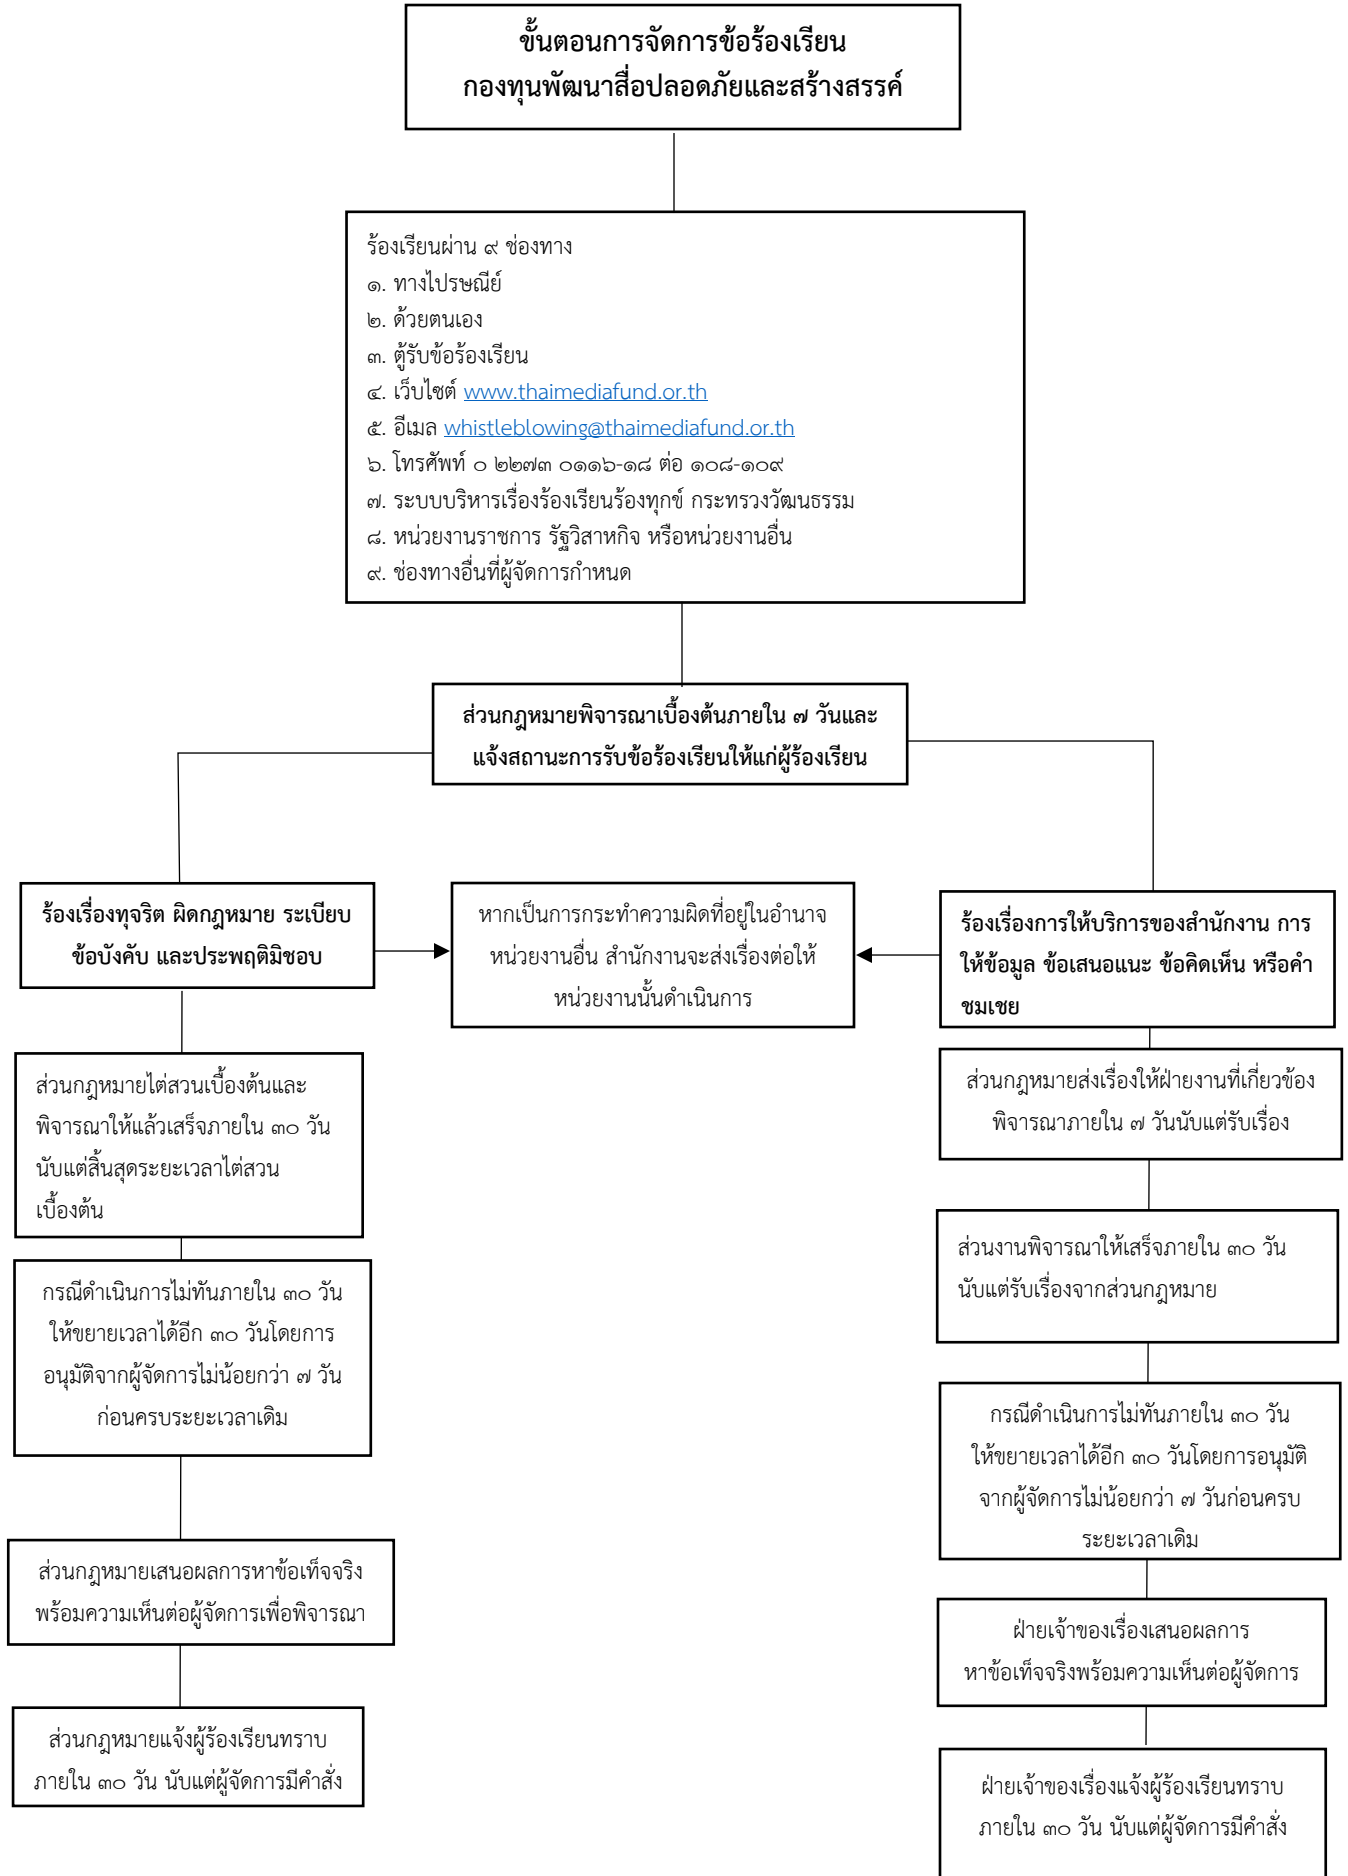 ขั้นตอนการจัดการข้อร้องเรียน
กองทุนพัฒนาสื่อปลอดภัยและสร้างสรรค์
ร้องเรียนผ่าน ๙ ช่องทาง
๑. ทางไปรษณีย์
๒. ด้วยตนเอง
๓. ตู้รับข้อร้องเรียน
๔. เว็บไซต์ www.thaimediafund.or.th
๕. อีเมล whistleblowing@thaimediafund.or.th
๖. โทรศัพท์ ๐ ๒๒๗๓ ๐๑๑๖-๑๘ ต่อ ๑๐๘-๑๐๙
๗. ระบบบริหารเรื่องร้องเรียนร้องทุกข์ กระทรวงวัฒนธรรม
๘. หน่วยงานราชการ รัฐวิสาหกิจ หรือหน่วยงานอื่น
๙. ช่องทางอื่นที่ผู้จัดการกำหนด
ส่วนกฎหมายพิจารณาเบื้องต้นภายใน ๗ วันและ
แจ้งสถานะการรับข้อร้องเรียนให้แก่ผู้ร้องเรียน
ร้องเรื่องทุจริต ผิดกฎหมาย ระเบียบ
ข้อบังคับ และประพฤติมิชอบ
หากเป็นการกระทำความผิดที่อยู่ในอำนาจ
หน่วยงานอื่น สำนักงานจะส่งเรื่องต่อให้
หน่วยงานนั้นดำเนินการ
ร้องเรื่องการให้บริการของสำนักงาน การ
ให้ข้อมูล ข้อเสนอแนะ ข้อคิดเห็น หรือคำ
ชมเชย
ส่วนกฎหมายไต่สวนเบื้องต้นและ
พิจารณาให้แล้วเสร็จภายใน ๓๐ วัน
นับแต่สิ้นสุดระยะเวลาไต่สวน
เบื้องต้น
กรณีดำเนินการไม่ทันภายใน ๓๐ วัน
ให้ขยายเวลาได้อีก ๓๐ วันโดยการ
อนุมัติจากผู้จัดการไม่น้อยกว่า ๗ วัน
ก่อนครบระยะเวลาเดิม
ส่วนกฎหมายเสนอผลการหาข้อเท็จจริง
พร้อมความเห็นต่อผู้จัดการเพื่อพิจารณา
ส่วนกฎหมายแจ้งผู้ร้องเรียนทราบ
ภายใน ๓๐ วัน นับแต่ผู้จัดการมีคำสั่ง
ส่วนกฎหมายส่งเรื่องให้ฝ่ายงานที่เกี่ยวข้อง
พิจารณาภายใน ๗ วันนับแต่รับเรื่อง
ส่วนงานพิจารณาให้เสร็จภายใน ๓๐ วัน
นับแต่รับเรื่องจากส่วนกฎหมาย
กรณีดำเนินการไม่ทันภายใน ๓๐ วัน
ให้ขยายเวลาได้อีก ๓๐ วันโดยการอนุมัติ
จากผู้จัดการไม่น้อยกว่า ๗ วันก่อนครบ
ระยะเวลาเดิม
ฝ่ายเจ้าของเรื่องเสนอผลการ
หาข้อเท็จจริงพร้อมความเห็นต่อผู้จัดการ
ฝ่ายเจ้าของเรื่องแจ้งผู้ร้องเรียนทราบ
ภายใน ๓๐ วัน นับแต่ผู้จัดการมีคำสั่ง